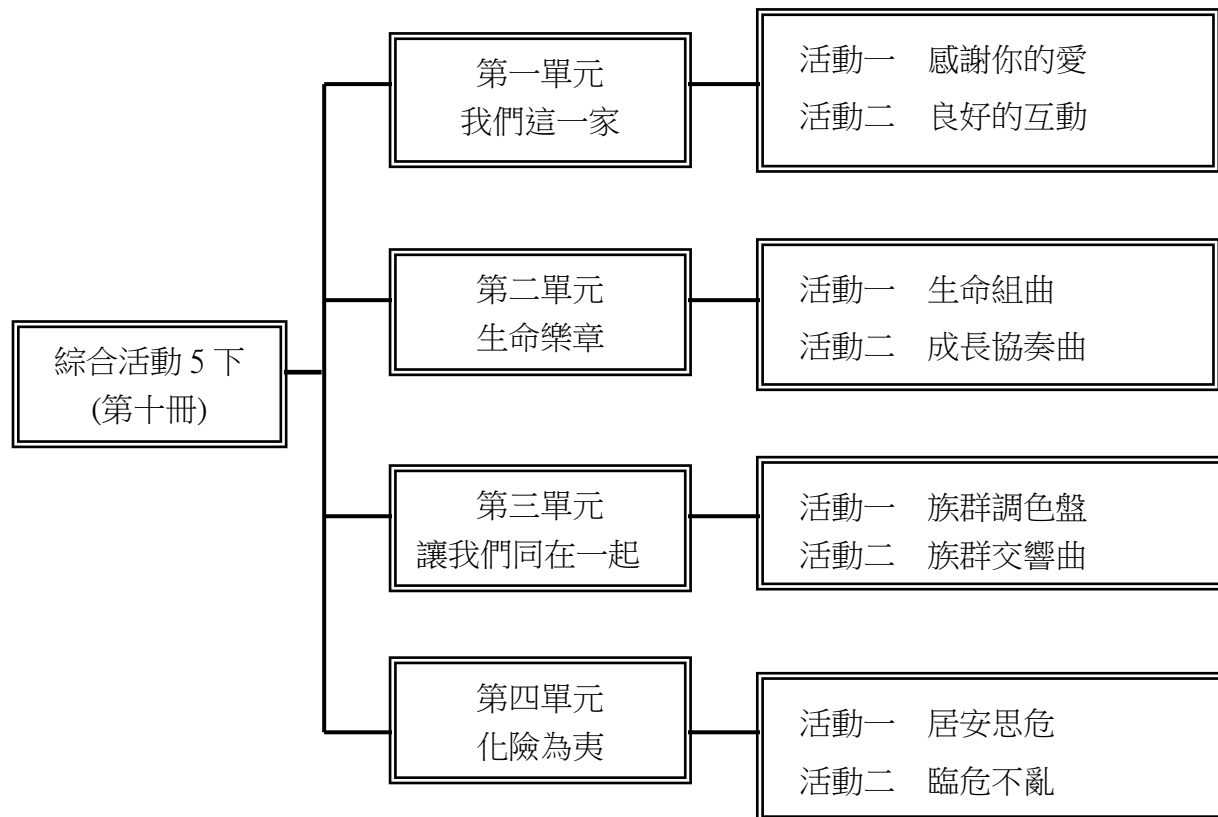 第一單元
我們這一家
活動一　感謝你的愛
活動二　良好的互動
第二單元
生命樂章
活動一　生命組曲
活動二　成長協奏曲
綜合活動 5 下
(第十冊)
第三單元
讓我們同在一起
活動一　族群調色盤
活動二　族群交響曲
第四單元
化險為夷
活動一　居安思危
活動二　臨危不亂